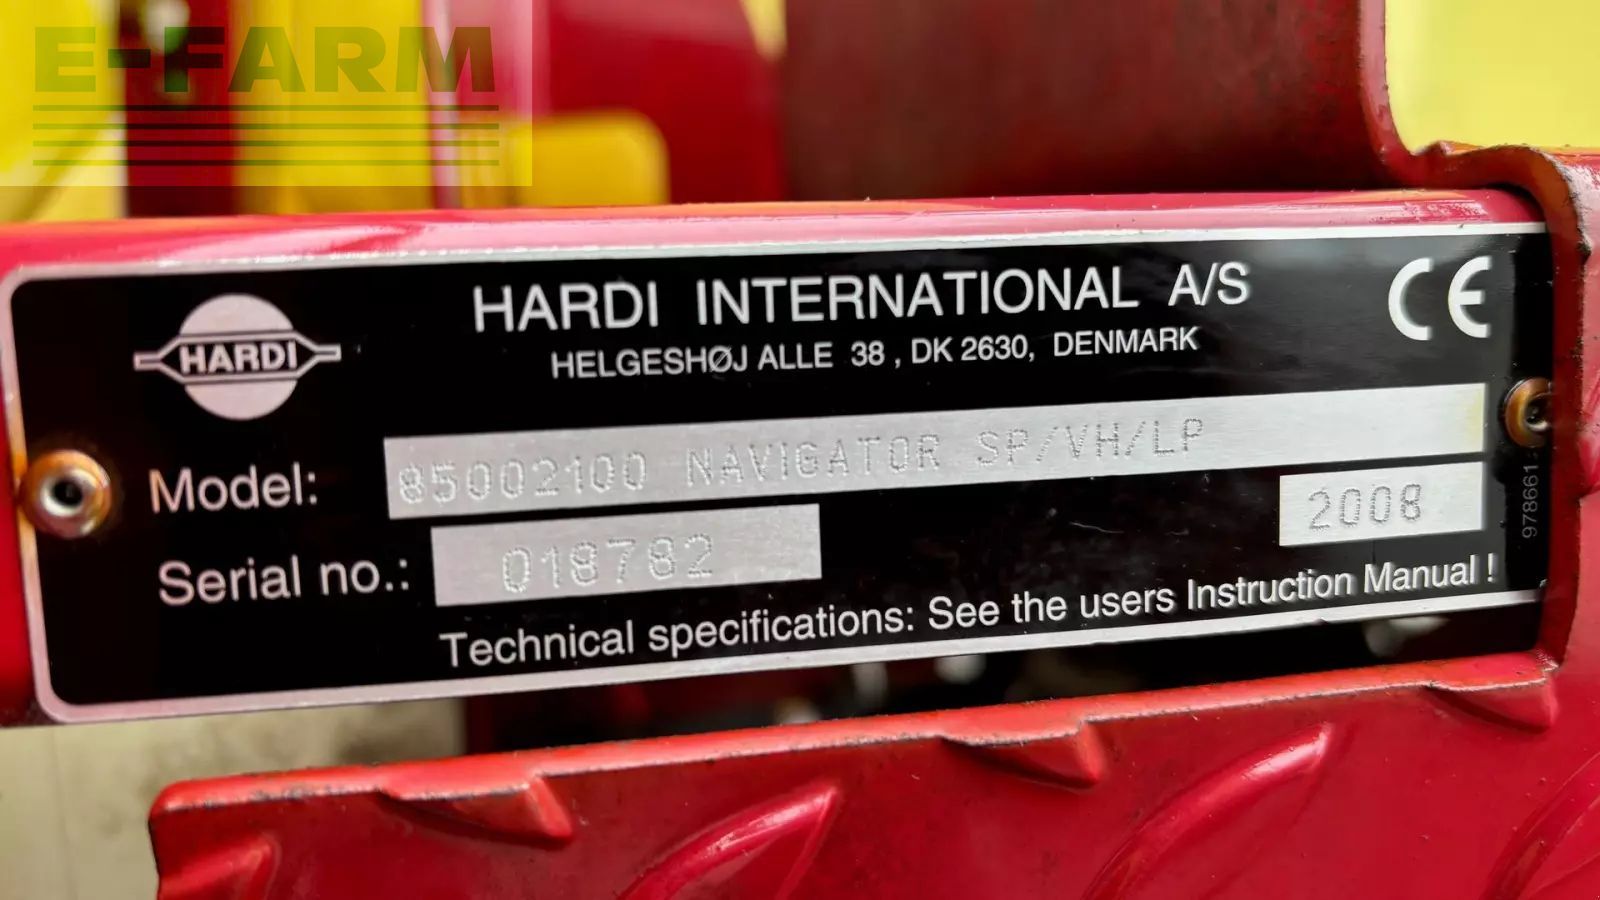 E-FARM
HARDI
HARDI INTERNATIONAL A/S
HELGESHØJ ALLE 38 , DK 2630, DENMARK
CE
Model: 85002100 NAVIGATOR SP/VH/LP
Serial no.: 018782 2008
Technical specifications: See the users Instruction Manual !